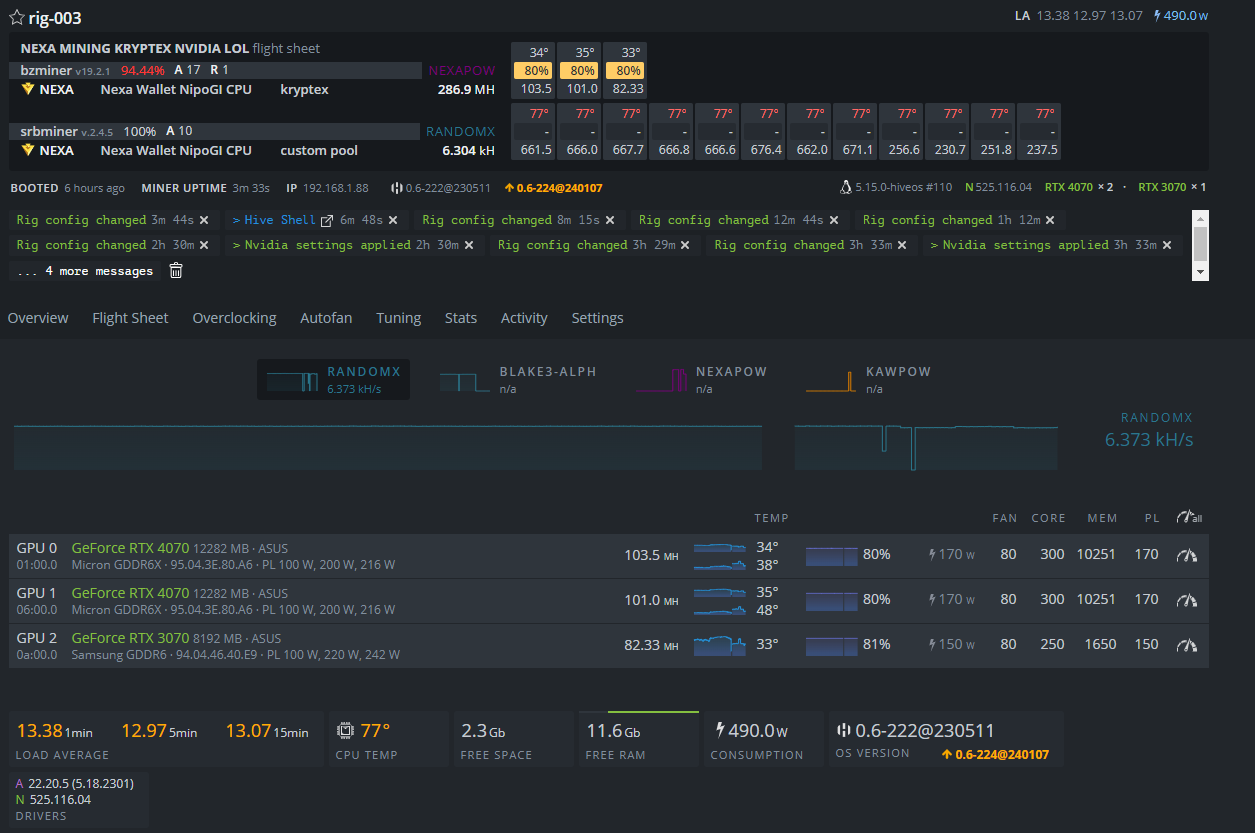 rig-003 LA 13.38 12.97 13.07 490.0 w
NEXA MINING KRYPTEX NVIDIA LOL flight sheet
34° 35° 33°
bzminer v19.2.1 94.44% A 17 R 1 NEXAPOW 80% 80% 80%
NEXA Nexa Wallet NipoGI CPU kryptex 286.9 MH 103.5 101.0 82.33
77° 77° 77° 77° 77° 77° 77° 77° 77° 77° 77° 77°
srbminer v.2.4.5 100% A 10 RANDOMX - - - - - - - - - - - -
NEXA Nexa Wallet NipoGI CPU custom pool 6.304 kH 661.5 666.0 667.7 666.8 666.6 676.4 662.0 671.1 256.6 230.7 251.8 237.5
BOOTED 6 hours ago MINER UPTIME 3m 33s IP 192.168.1.88 0.6-222@230511 0.6-224@240107 5.15.0-hiveos #110 N 525.116.04 RTX 4070 × 2 · RTX 3070 × 1
Rig config changed 3m 44s × > Hive Shell 6m 48s × Rig config changed 8m 15s × Rig config changed 12m 44s × Rig config changed 1h 12m ×
Rig config changed 2h 30m × > Nvidia settings applied 2h 30m × Rig config changed 3h 29m × Rig config changed 3h 33m × > Nvidia settings applied 3h 33m ×
... 4 more messages
Overview Flight Sheet Overclocking Autofan Tuning Stats Activity Settings
RANDOMX BLAKE3-ALPH NEXAPOW KAWPOW
6.373 kH/s n/a n/a n/a
RANDOMX
6.373 kH/s
TEMP FAN CORE MEM PL all
GPU 0 GeForce RTX 4070 12282 MB · ASUS 103.5 MH 34° 80% 170 w 80 300 10251 170
01:00.0 Micron GDDR6X · 95.04.3E.80.A6 · PL 100 W, 200 W, 216 W 38°
GPU 1 GeForce RTX 4070 12282 MB · ASUS 101.0 MH 35° 80% 170 w 80 300 10251 170
06:00.0 Micron GDDR6X · 95.04.3E.80.A6 · PL 100 W, 200 W, 216 W 48°
GPU 2 GeForce RTX 3070 8192 MB · ASUS 82.33 MH 33° 81% 150 w 80 250 1650 150
0a:00.0 Samsung GDDR6 · 94.04.46.40.E9 · PL 100 W, 220 W, 242 W
13.38 1min 12.97 5min 13.07 15min 77° 2.3 Gb 11.6 Gb 490.0 w 0.6-222@230511
LOAD AVERAGE CPU TEMP FREE SPACE FREE RAM CONSUMPTION OS VERSION 0.6-224@240107
A 22.20.5 (5.18.2301)
N 525.116.04
DRIVERS